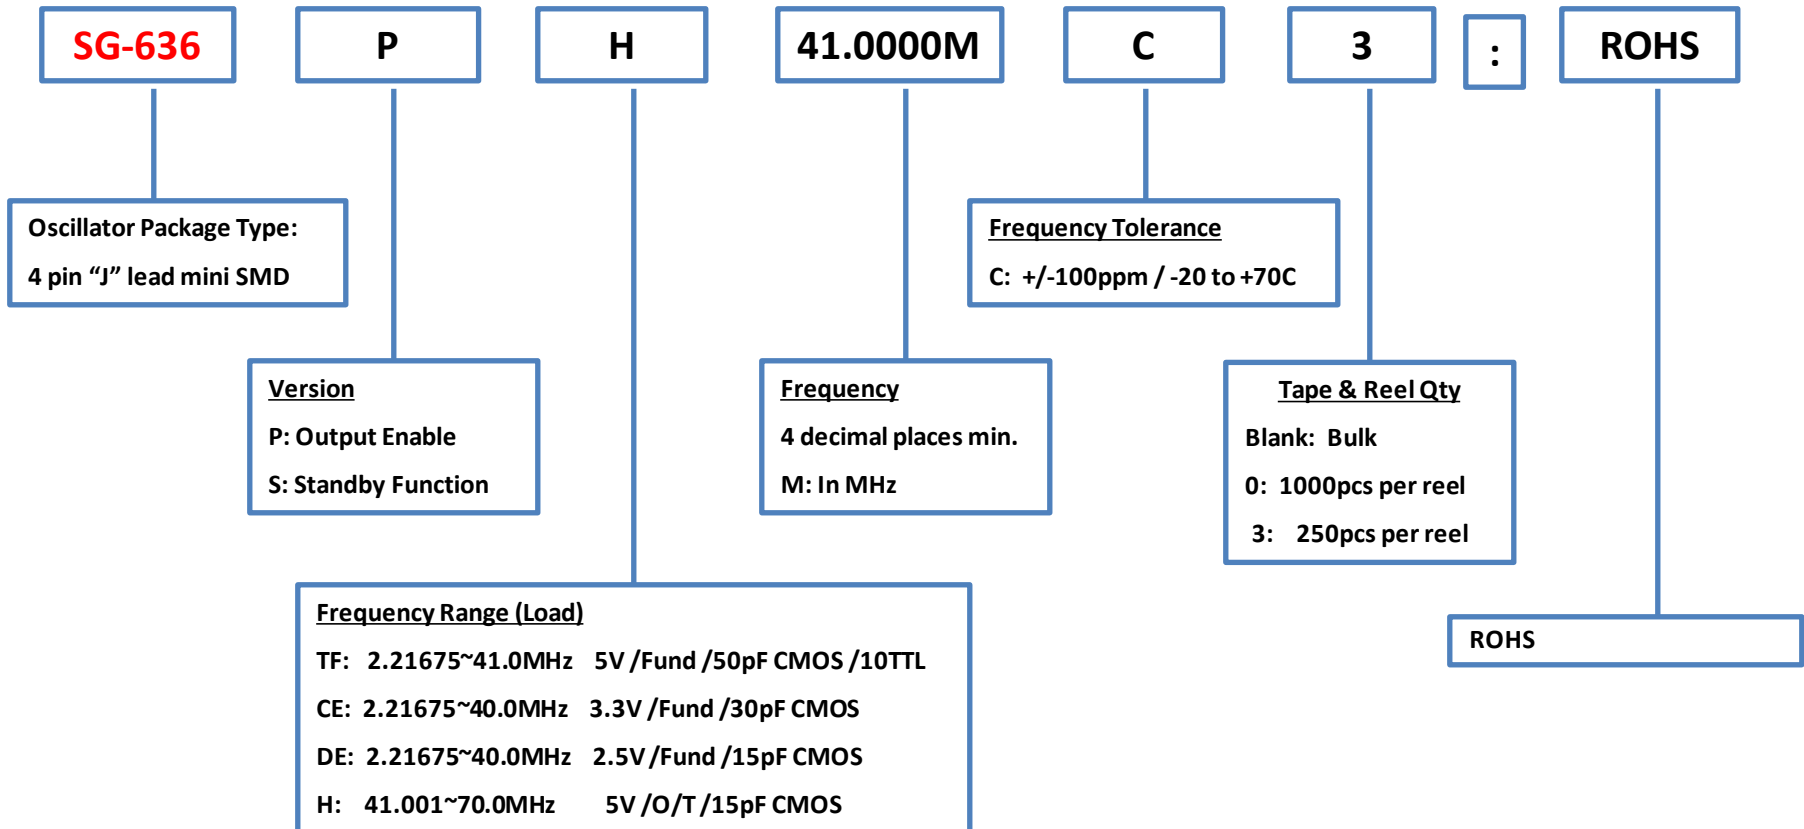 SG-636 P H 41.0000M C 3 : ROHS
Oscillator Package Type:
4 pin “J” lead mini SMD
Frequency Tolerance
C: +/-100ppm / -20 to +70C
Version
P: Output Enable
S: Standby Function
Frequency
4 decimal places min.
M: In MHz
Tape & Reel Qty
Blank: Bulk
0: 1000pcs per reel
3: 250pcs per reel
Frequency Range (Load)
TF: 2.21675~41.0MHz 5V /Fund /50pF CMOS /10TTL
CE: 2.21675~40.0MHz 3.3V /Fund /30pF CMOS
DE: 2.21675~40.0MHz 2.5V /Fund /15pF CMOS
H: 41.001~70.0MHz 5V /O/T /15pF CMOS
ROHS